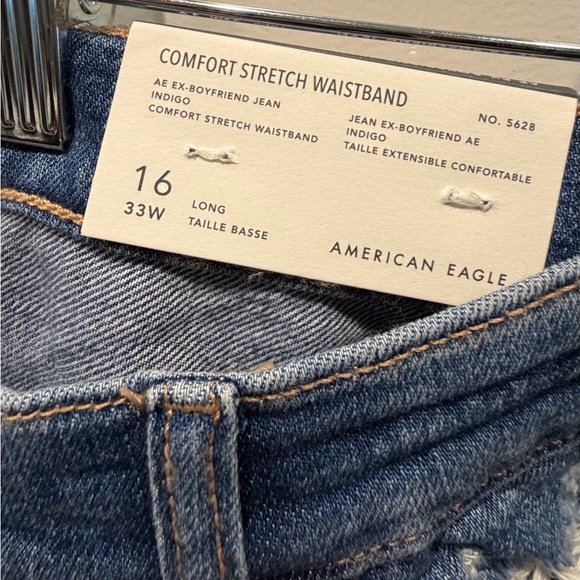 COMFORT STRETCH WAISTBAND
AE EX-BOYFRIEND JEAN
INDIGO
COMFORT STRETCH WAISTBAND
NO. 5628
JEAN EX-BOYFRIEND AE
INDIGO
TAILLE EXTENSIBLE CONFORTABLE
16
33W
LONG
TAILLE BASSE
AMERICAN EAGLE